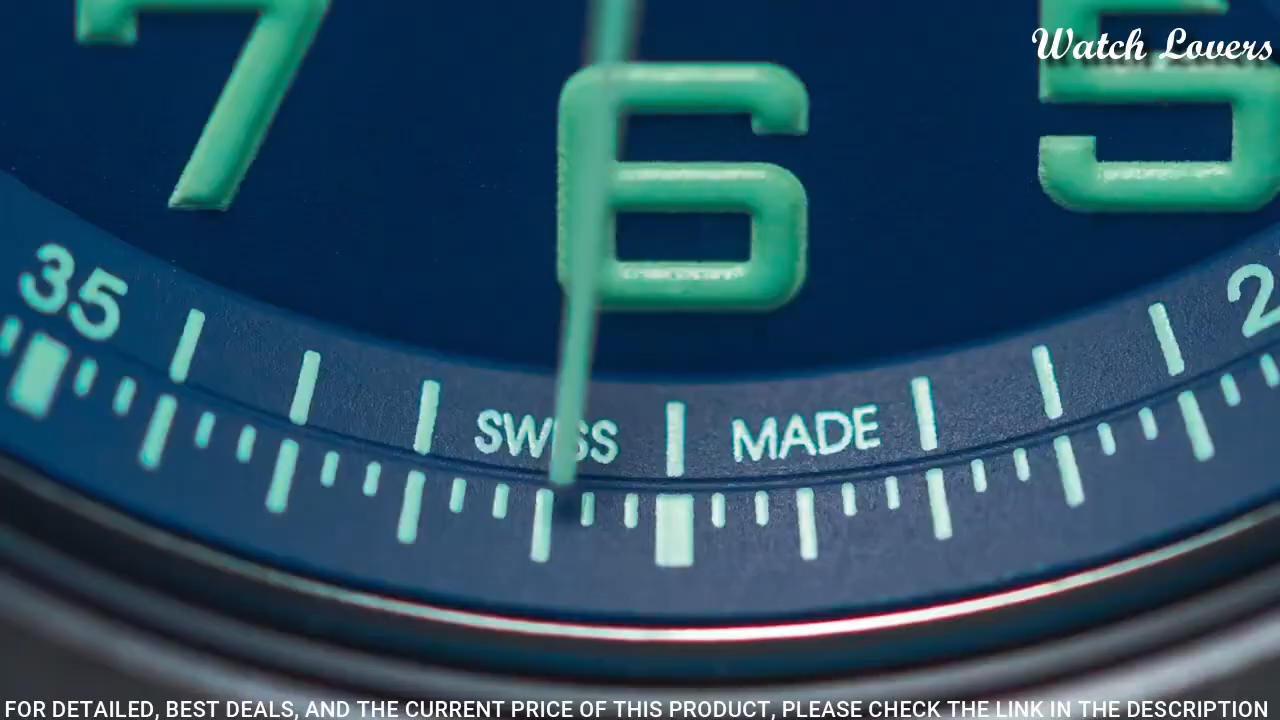 Watch Lovers
7 6 5
35 2
SWISS MADE
FOR DETAILED, BEST DEALS, AND THE CURRENT PRICE OF THIS PRODUCT, PLEASE CHECK THE LINK IN THE DESCRIPTION